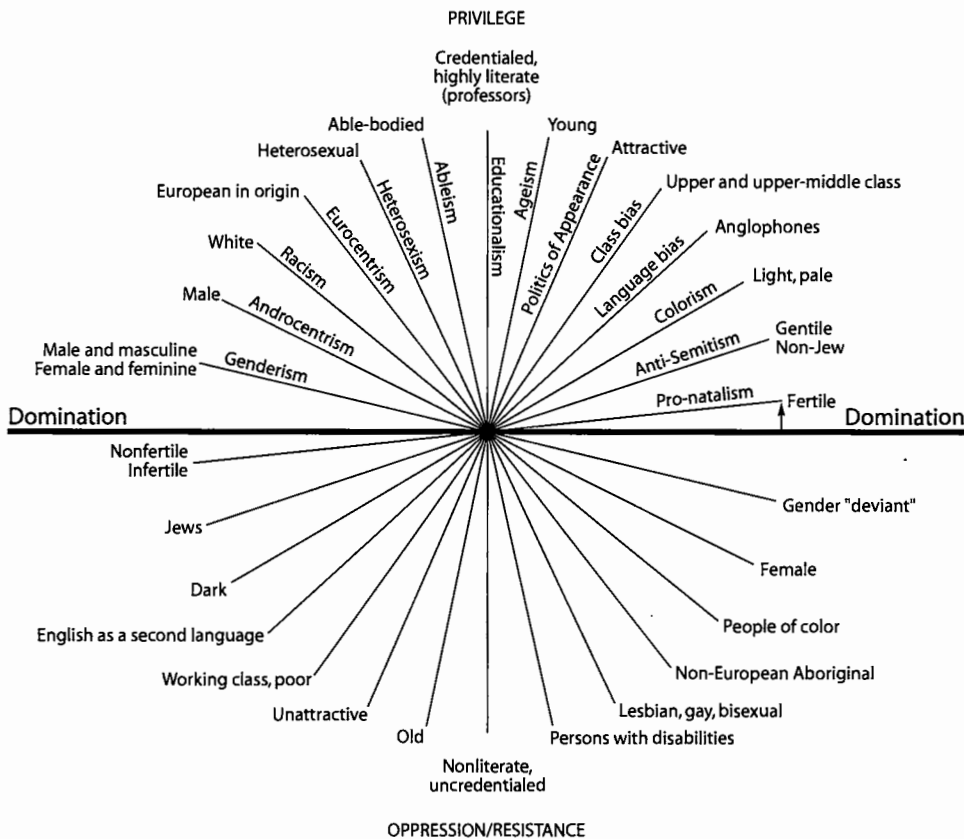 PRIVILEGE
Credentialed,
highly literate
(professors)
Able-bodied
Young
Heterosexual
Attractive
European in origin
Upper and upper-middle class
White
Anglophones
Male
Light, pale
Male and masculine
Female and feminine
Gentile
Non-Jew
Fertile
Genderism
Androcentrism
Racism
Eurocentrism
Heterosexism
Ableism
Educationalism
Ageism
Politics of Appearance
Class bias
Language bias
Colorism
Anti-Semitism
Pro-natalism
Domination
Domination
Nonfertile
Infertile
Gender "deviant"
Jews
Female
Dark
People of color
English as a second language
Non-European Aboriginal
Working class, poor
Lesbian, gay, bisexual
Unattractive
Persons with disabilities
Old
Nonliterate,
uncredentialed
OPPRESSION/RESISTANCE